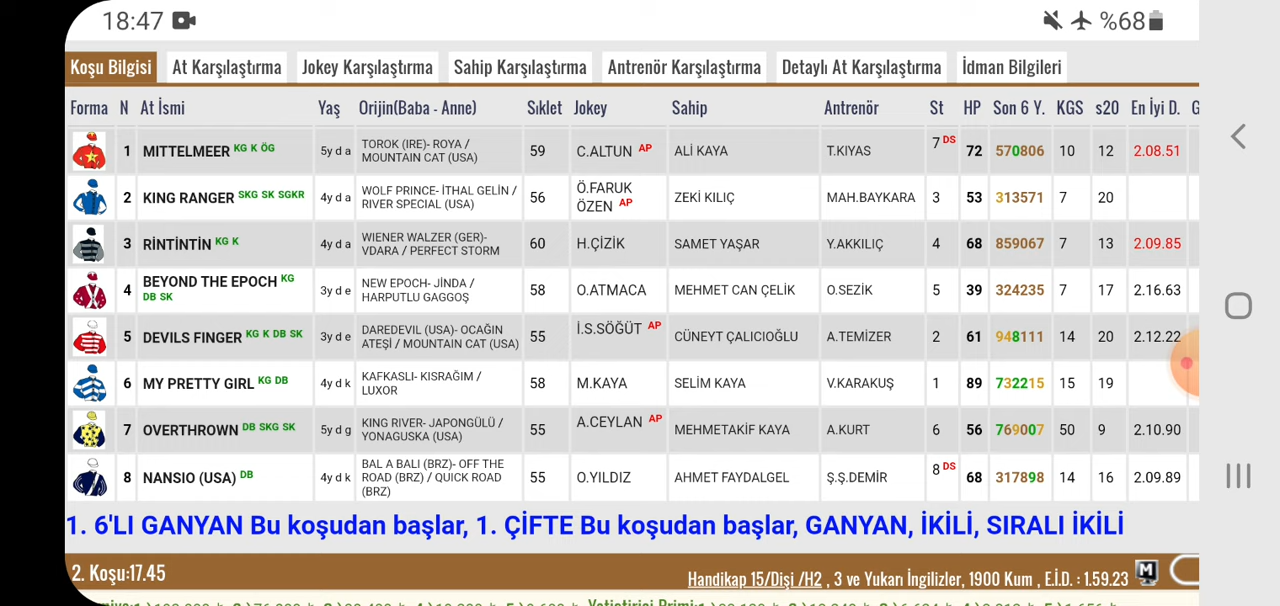 18:47 %68
Koşu Bilgisi At Karşılaştırma Jokey Karşılaştırma Sahip Karşılaştırma Antrenör Karşılaştırma Detaylı At Karşılaştırma İdman Bilgileri
Forma N At İsmi Yaş Orijin(Baba - Anne) Sıklet Jokey Sahip Antrenör St HP Son 6 Y. KGS s20 En İyi D. G
1 MITTELMEER KG K ÖG 5y d a TOROK (IRE)- ROYA / MOUNTAIN CAT (USA) 59 C.ALTUN AP ALİ KAYA T.KIYAS 7 DS 72 570806 10 12 2.08.51
2 KING RANGER SKG SK SGKR 4y d a WOLF PRINCE- İTHAL GELİN / RIVER SPECIAL (USA) 56 Ö.FARUK ÖZEN AP ZEKİ KILIÇ MAH.BAYKARA 3 53 313571 7 20
3 RİNTİNTİN KG K 4y d a WIENER WALZER (GER)- VDARA / PERFECT STORM 60 H.ÇİZİK SAMET YAŞAR Y.AKKILIÇ 4 68 859067 7 13 2.09.85
4 BEYOND THE EPOCH KG DB SK 3y d e NEW EPOCH- JİNDA / HARPUTLU GAGGOŞ 58 O.ATMACA MEHMET CAN ÇELİK O.SEZİK 5 39 324235 7 17 2.16.63
5 DEVILS FINGER KG K DB SK 3y d e DAREDEVIL (USA)- OCAĞIN ATEŞİ / MOUNTAIN CAT (USA) 55 İ.S.SÖĞÜT AP CÜNEYT ÇALICIOĞLU A.TEMİZER 2 61 948111 14 20 2.12.22
6 MY PRETTY GIRL KG DB 4y d k KAFKASLI- KISRAĞIM / LUXOR 58 M.KAYA SELİM KAYA V.KARAKUŞ 1 89 732215 15 19
7 OVERTHROWN DB SKG SK 5y d g KING RIVER- JAPONGÜLÜ / YONAGUSKA (USA) 55 A.CEYLAN AP MEHMETAKİF KAYA A.KURT 6 56 769007 50 9 2.10.90
8 NANSIO (USA) DB 4y d k BAL A BALI (BRZ)- OFF THE ROAD (BRZ) / QUICK ROAD (BRZ) 55 O.YILDIZ AHMET FAYDALGEL Ş.Ş.DEMİR 8 DS 68 317898 14 16 2.09.89
1. 6'LI GANYAN Bu koşudan başlar, 1. ÇİFTE Bu koşudan başlar, GANYAN, İKİLİ, SIRALI İKİLİ
2. Koşu:17.45 Handikap 15/Dişi /H2 , 3 ve Yukarı İngilizler, 1900 Kum , E.İ.D. : 1.59.23 M